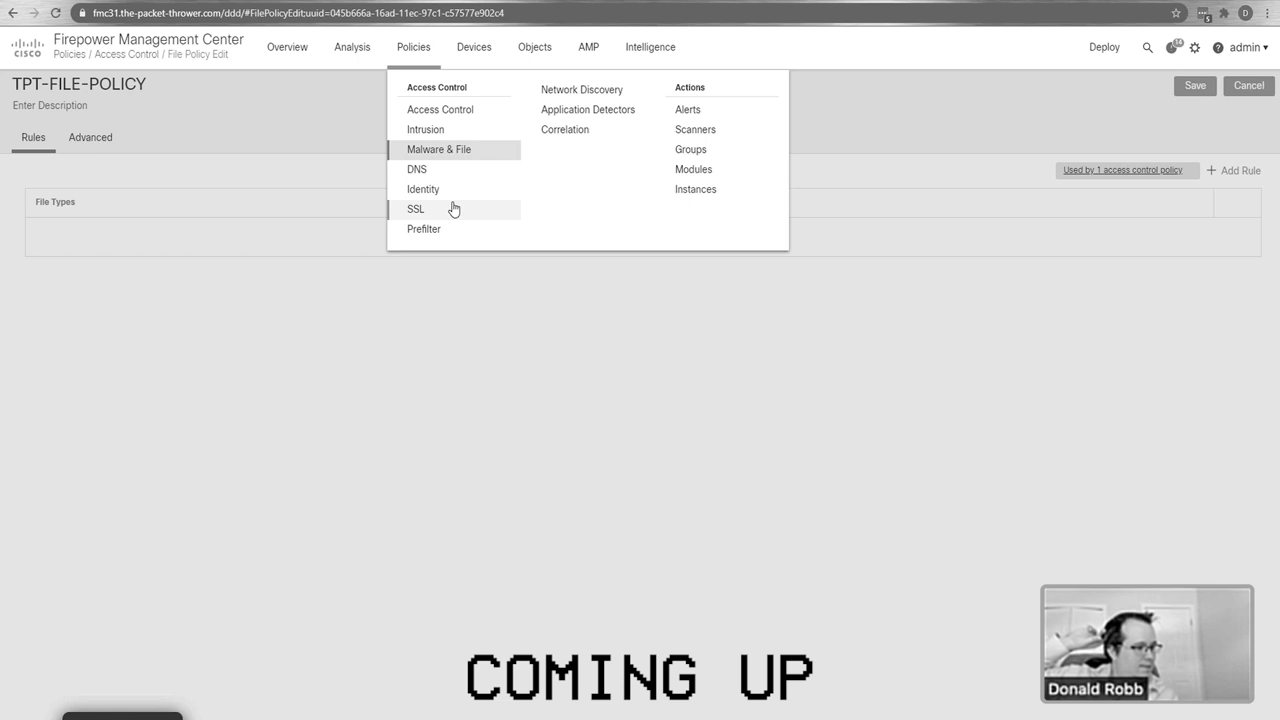 fmc31.the-packet-thrower.com/ddd/#FilePolicyEdit;uuid=045b666a-16ad-11ec-97c1-c57577e902c4
5
D
CISCO
Firepower Management Center
Policies / Access Control / File Policy Edit
Overview
Analysis
Policies
Devices
Objects
AMP
Intelligence
Deploy
admin
TPT-FILE-POLICY
Enter Description
Save
Cancel
Rules
Advanced
Access Control
Access Control
Intrusion
Malware & File
DNS
Identity
SSL
Prefilter
Network Discovery
Application Detectors
Correlation
Actions
Alerts
Scanners
Groups
Modules
Instances
Used by 1 access control policy
+ Add Rule
File Types
COMING UP
Donald Robb